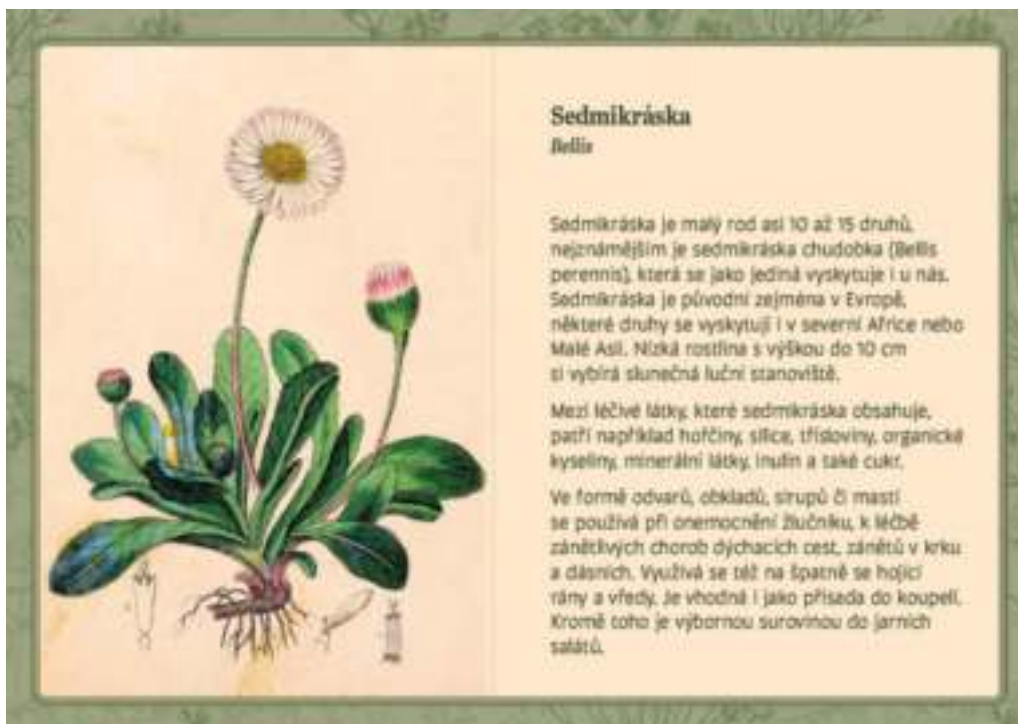 Sedmikráska
Bellis
Sedmikráska je malý rod asi 10 až 15 druhů,
nejznámějším je sedmikráska chudobka (Bellis
perennis), která se jako jediná vyskytuje i u nás.
Sedmikráska je původní zejména v Evropě,
některé druhy se vyskytují i v severní Africe nebo
Malé Asii. Nízká rostlina s výškou do 10 cm
si vybírá slunečná luční stanoviště.
Mezi léčivé látky, které sedmikráska obsahuje,
patří například hořčiny, silice, třísloviny, organické
kyseliny, minerální látky, inulin a také cukr.
Ve formě odvarů, obkladů, sirupů či mastí
se používá při onemocnění žlučníku, k léčbě
zánětlivých chorob dýchacích cest, zánětů v krku
a dásních. Využívá se též na špatně se hojící
rány a vředy. Je vhodná i jako přísada do koupelí.
Kromě toho je výbornou surovinou do jarních
salátů.